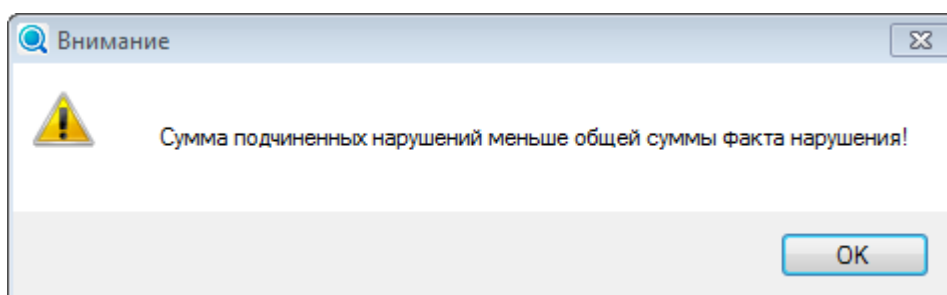 Внимание
Сумма подчиненных нарушений меньше общей суммы факта нарушения!
OK